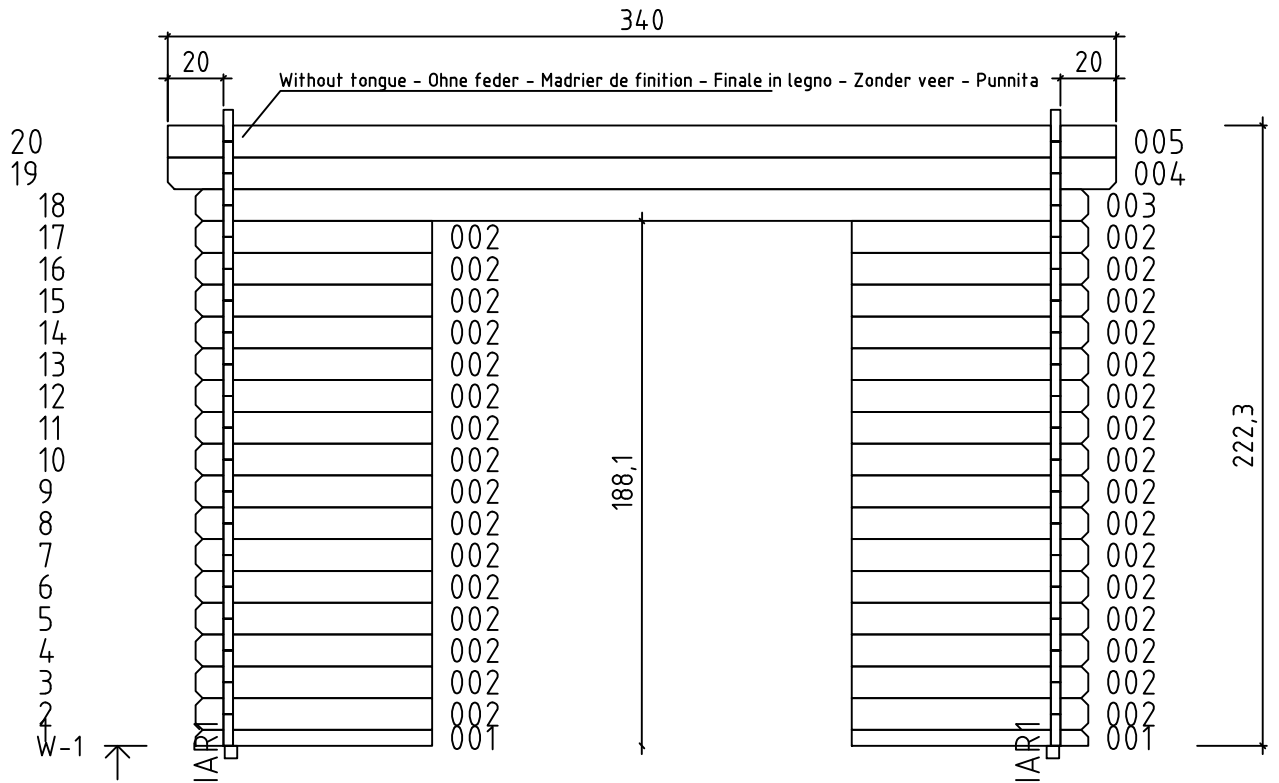 340
20 20
Without tongue - Ohne feder - Madrier de finition - Finale in legno - Zonder veer - Punnita
20 005
19 004
18 003
17 002 002
16 002 002
15 002 002
14 002 002
13 002 002
12 002 002
11 002 002
10 002 002
9 002 002
8 002 002
7 002 002
6 002 002
5 002 002
4 002 002
3 002 002
2 002 002
1 001 001
W-1
188,1
222,3
IAR1
IAR1